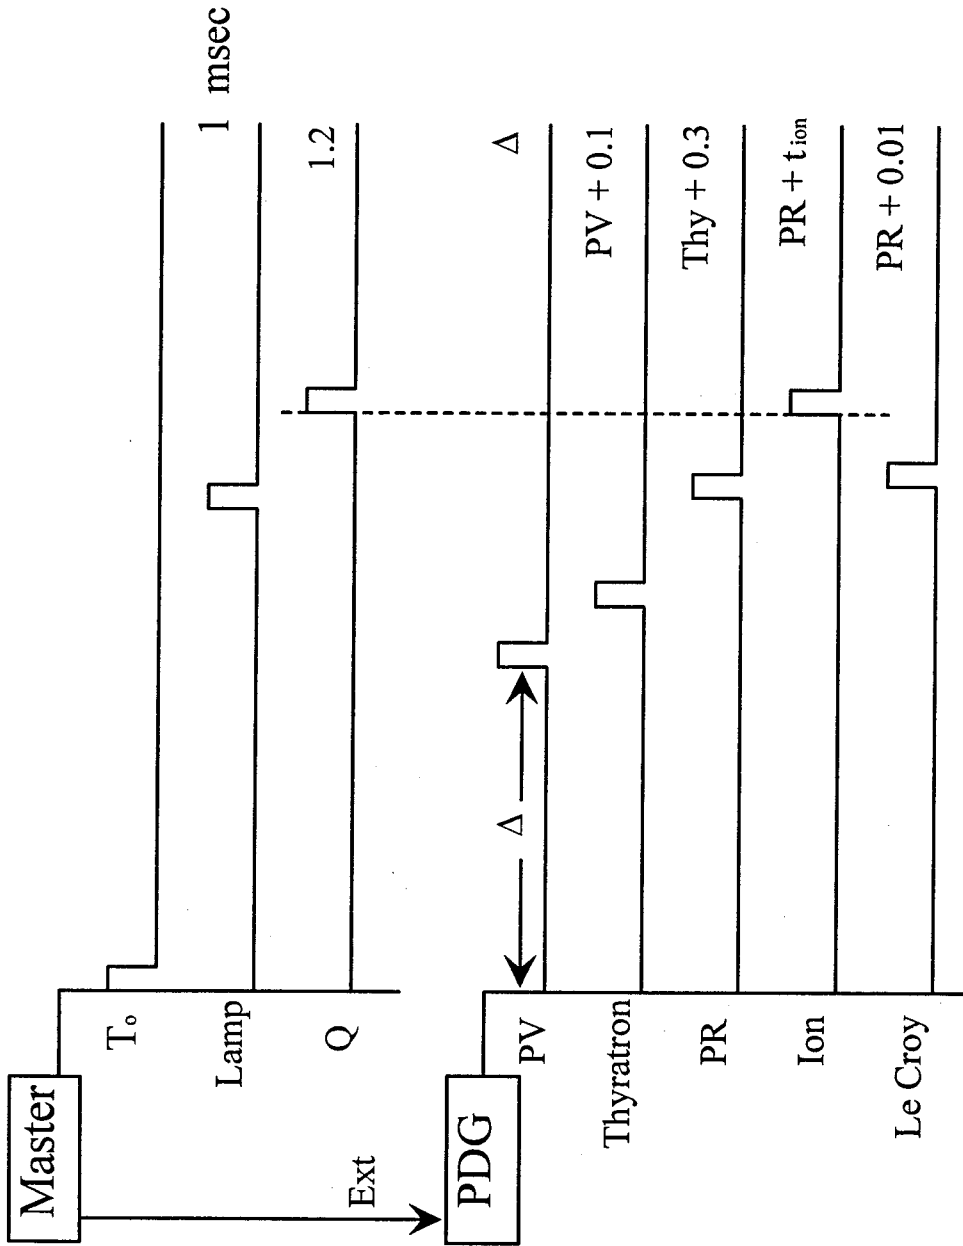 Master
T₀
Lamp
1 msec
Q
1.2
Ext
PDG
PV
Δ
Δ
Thyratron
PV + 0.1
PR
Thy + 0.3
Ion
PR + tᵢₒₙ
Le Croy
PR + 0.01